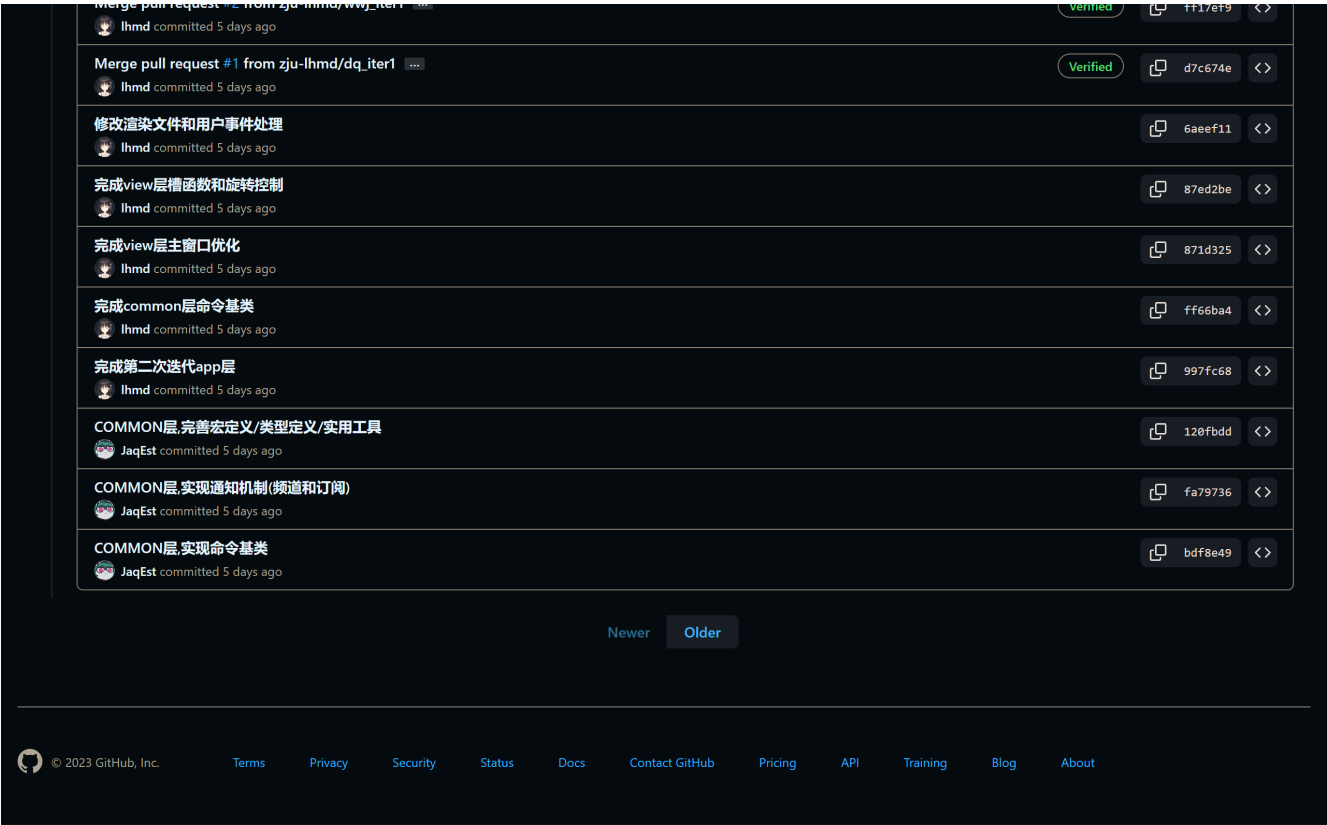 Merge pull request #2 from zju-lhmd/wwj_iter1 …
lhmd committed 5 days ago
Verified
ff17ef9
Merge pull request #1 from zju-lhmd/dq_iter1 …
lhmd committed 5 days ago
Verified
d7c674e
修改渲染文件和用户事件处理
lhmd committed 5 days ago
6aeef11
完成view层槽函数和旋转控制
lhmd committed 5 days ago
87ed2be
完成view层主窗口优化
lhmd committed 5 days ago
871d325
完成common层命令基类
lhmd committed 5 days ago
ff66ba4
完成第二次迭代app层
lhmd committed 5 days ago
997fc68
COMMON层,完善宏定义/类型定义/实用工具
JaqEst committed 5 days ago
120fbdd
COMMON层,实现通知机制(频道和订阅)
JaqEst committed 5 days ago
fa79736
COMMON层,实现命令基类
JaqEst committed 5 days ago
bdf8e49
Newer Older
© 2023 GitHub, Inc. Terms Privacy Security Status Docs Contact GitHub Pricing API Training Blog About